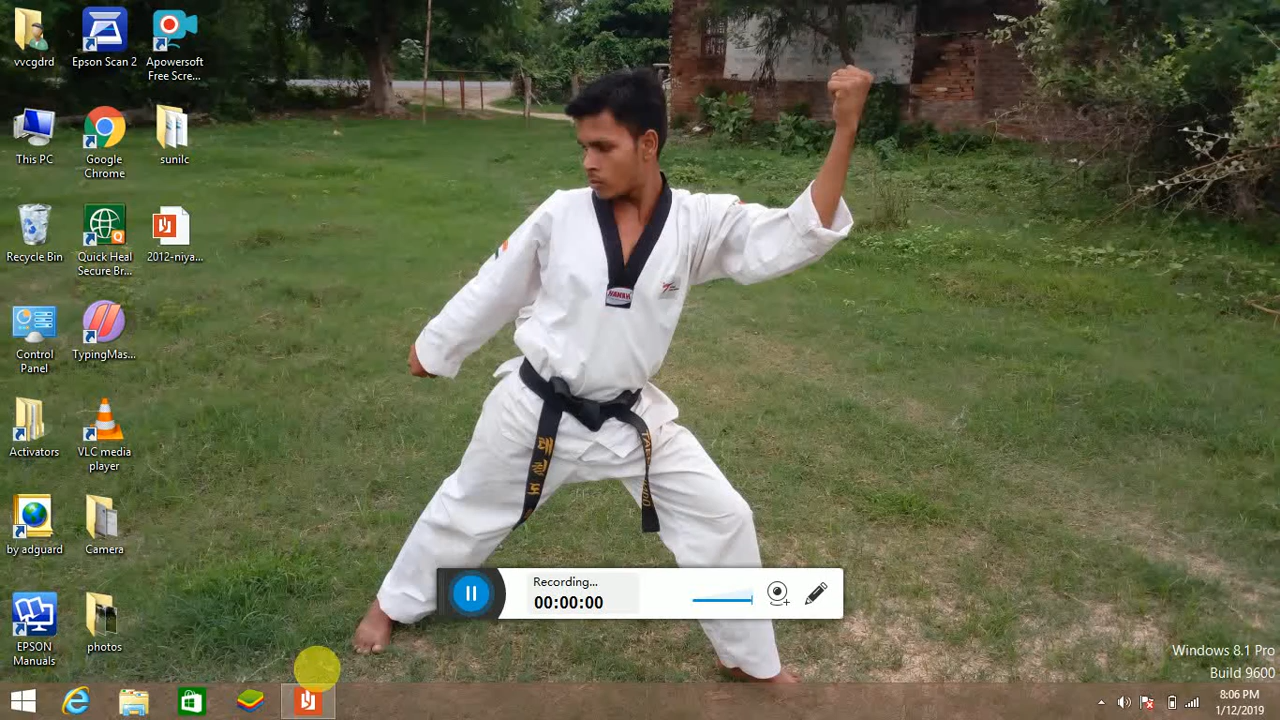 vvcgdrd
Epson Scan 2
Apowersoft
Free Scre...
This PC
Google
Chrome
sunilc
Recycle Bin
Quick Heal
Secure Br...
2012-niya...
Control
Panel
TypingMas...
Activators
VLC media
player
by adguard
Camera
EPSON
Manuals
photos
Recording...
00:00:00
Windows 8.1 Pro
Build 9600
8:06 PM
1/12/2019